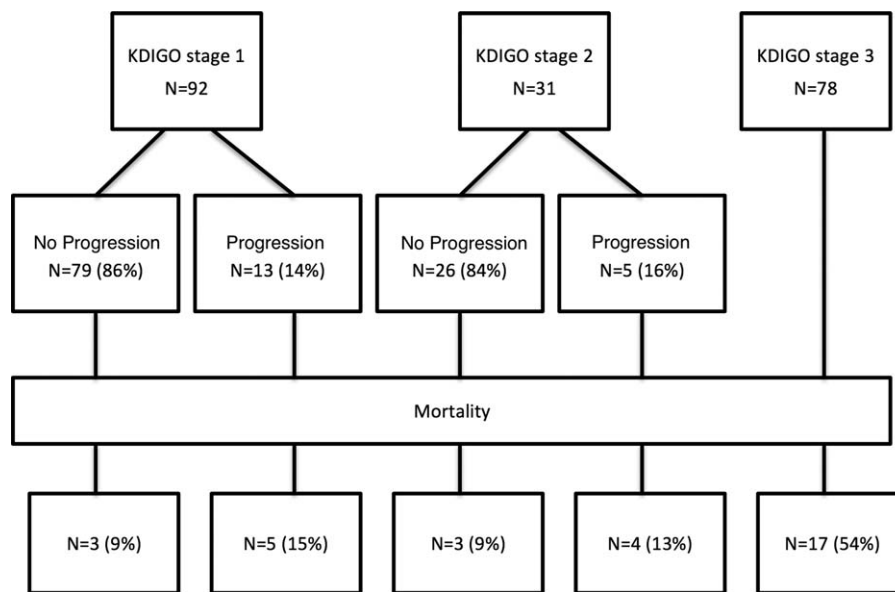 KDIGO stage 1
N=92
KDIGO stage 2
N=31
KDIGO stage 3
N=78
No Progression
N=79 (86%)
Progression
N=13 (14%)
No Progression
N=26 (84%)
Progression
N=5 (16%)
Mortality
N=3 (9%)
N=5 (15%)
N=3 (9%)
N=4 (13%)
N=17 (54%)